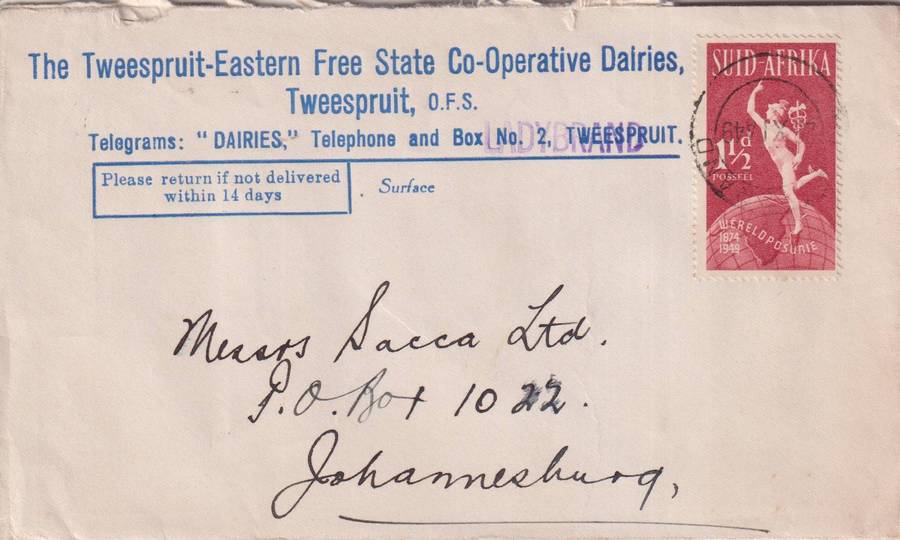 The Tweespruit-Eastern Free State Co-Operative Dairies,
Tweespruit, O.F.S.
Telegrams: "DAIRIES," Telephone and Box No. 2, TWEESPRUIT.
LADYBRAND
Please return if not delivered
within 14 days
Surface
SUID-AFRIKA
1½d
POSSEËL
WÊRELDPOSUNIE
1874
1949
Messrs Sacca Ltd.
P.O. Box 1022.
Johannesburg,